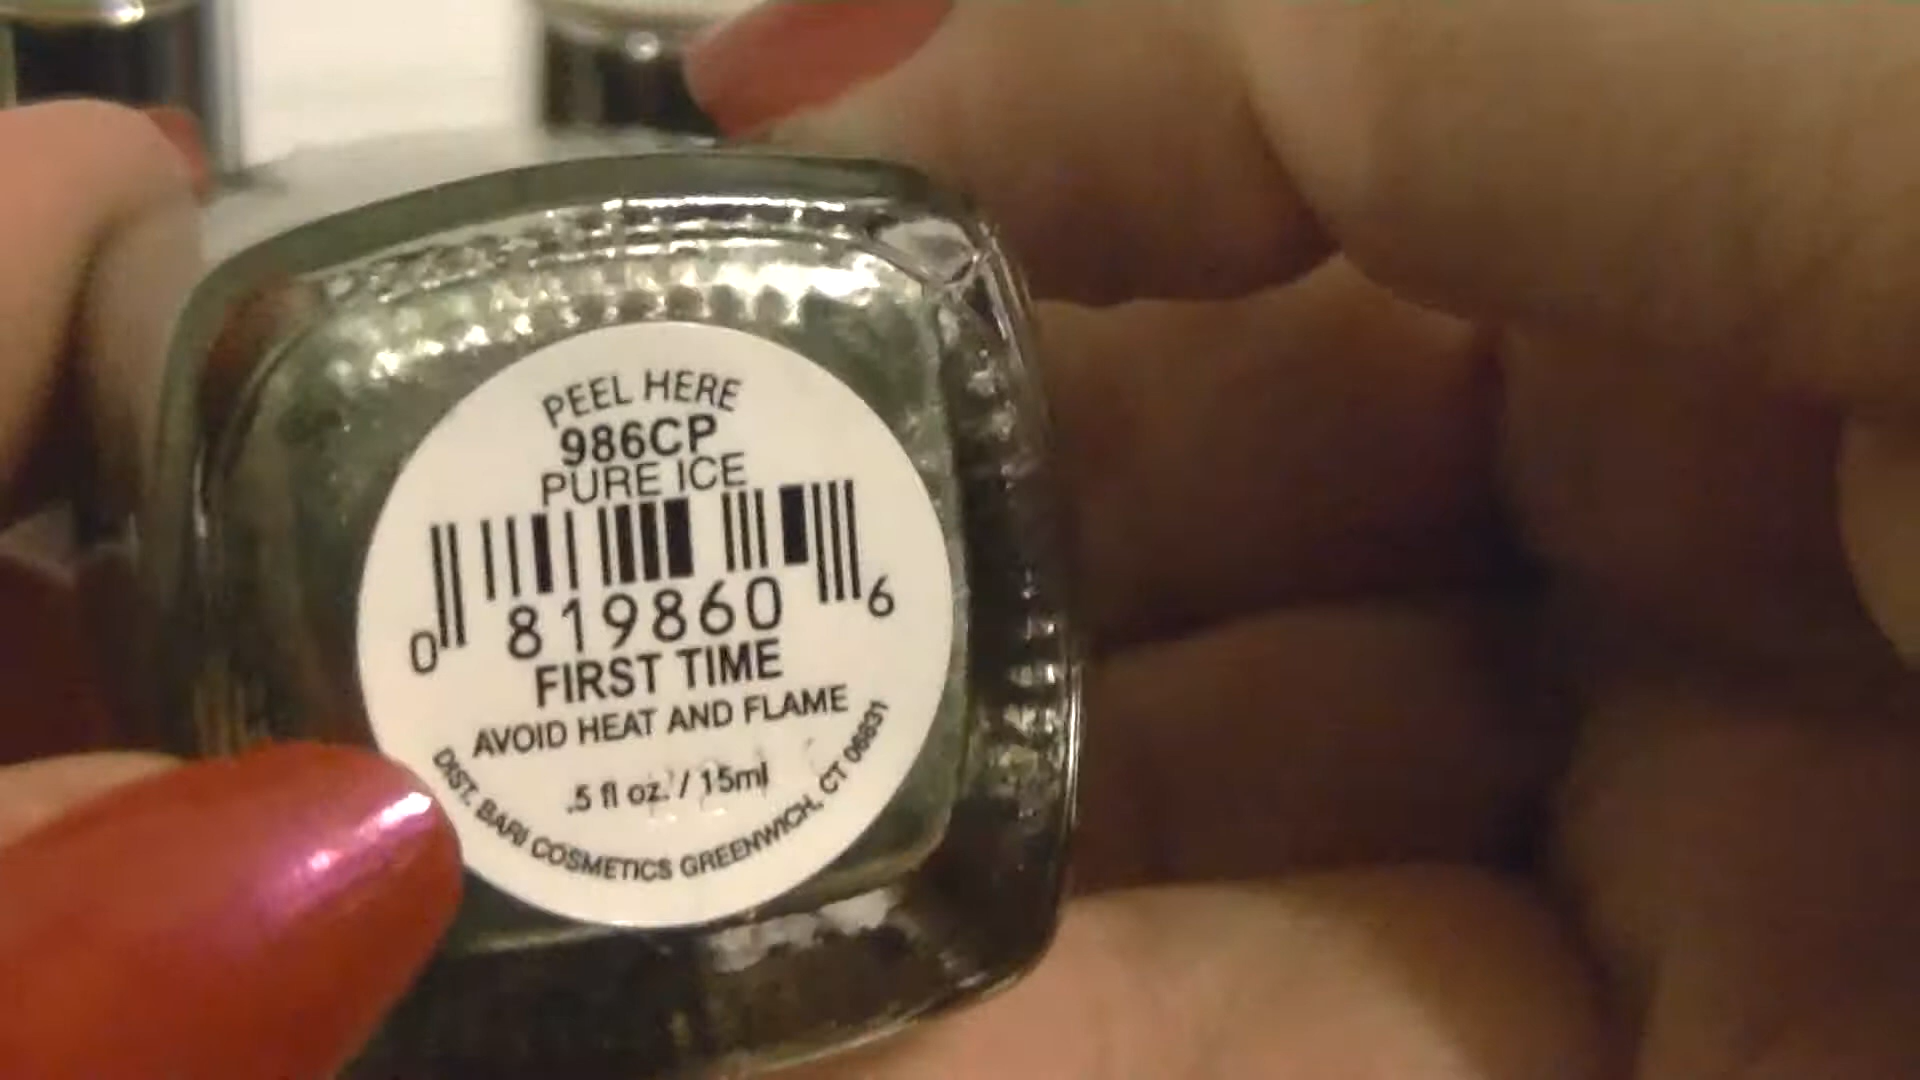 PEEL HERE
986CP
PURE ICE
0 819860 6
FIRST TIME
AVOID HEAT AND FLAME
.5 fl oz. / 15ml
DIST. BARI COSMETICS GREENWICH, CT 06831